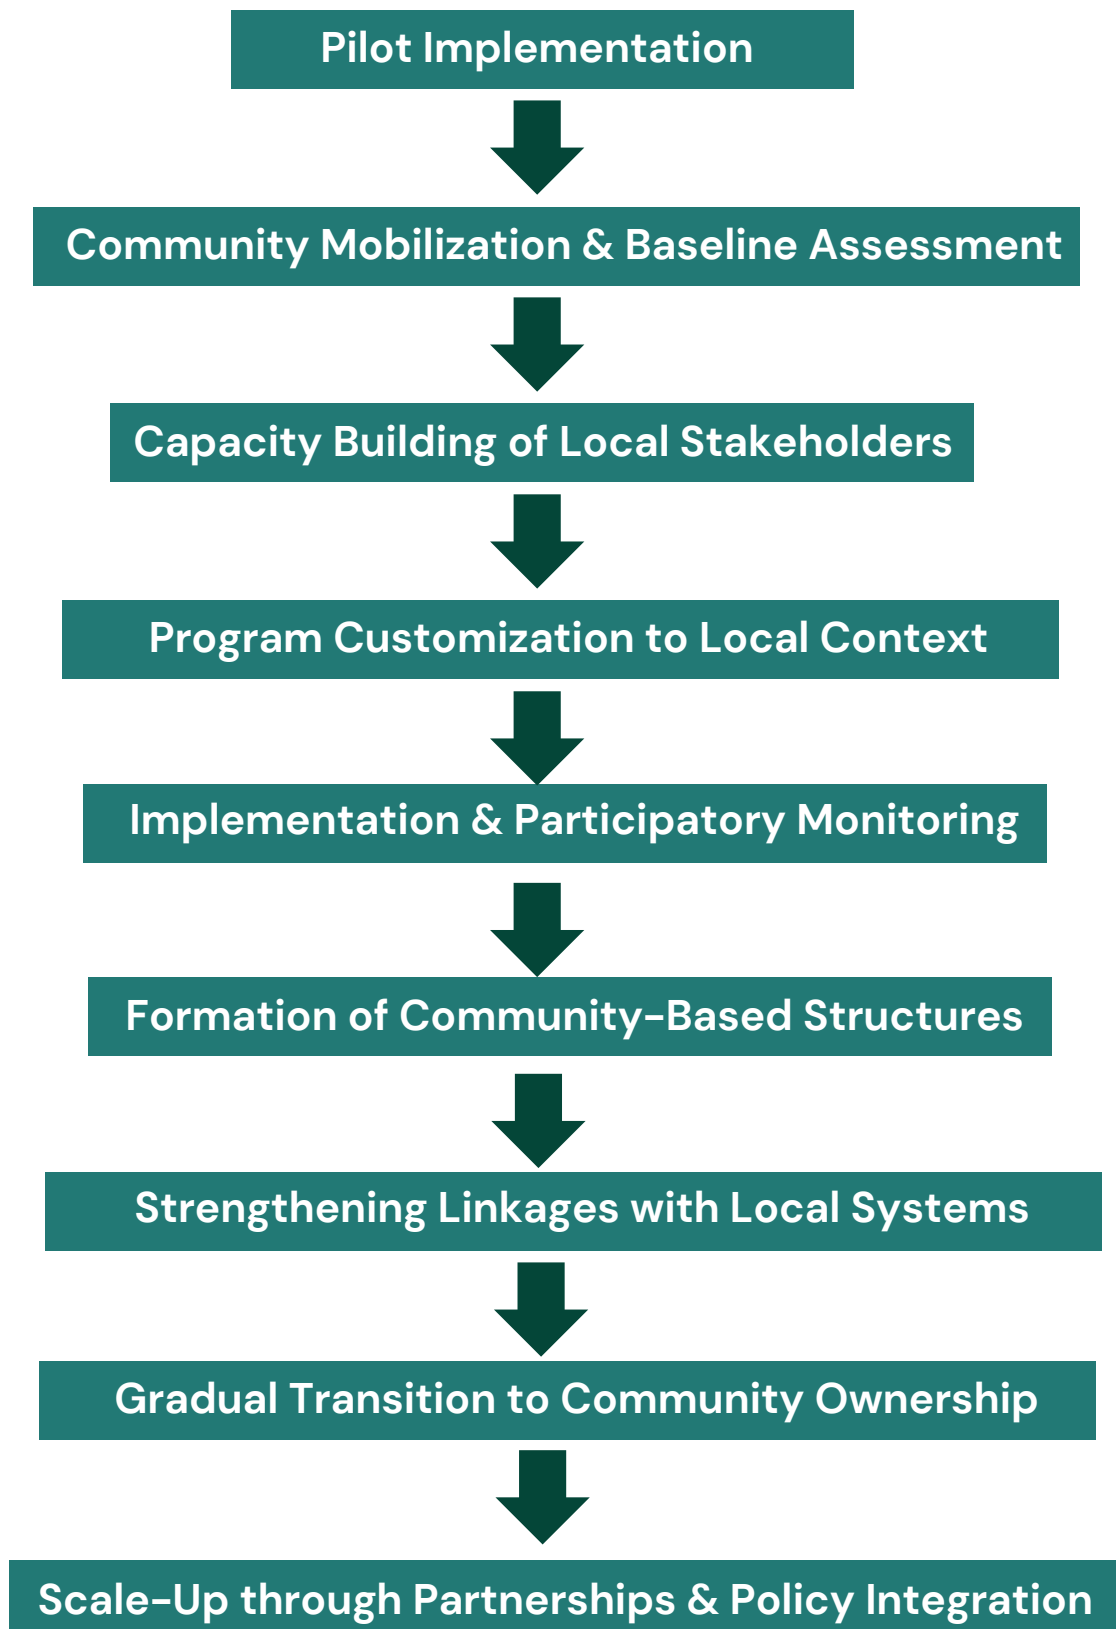 Pilot Implementation
Community Mobilization & Baseline Assessment
Capacity Building of Local Stakeholders
Program Customization to Local Context
Implementation & Participatory Monitoring
Formation of Community-Based Structures
Strengthening Linkages with Local Systems
Gradual Transition to Community Ownership
Scale-Up through Partnerships & Policy Integration